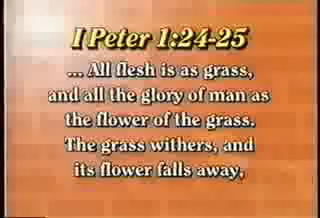 I Peter 1:24-25
... All flesh is as grass,
and all the glory of man as
the flower of the grass.
The grass withers, and
its flower falls away,